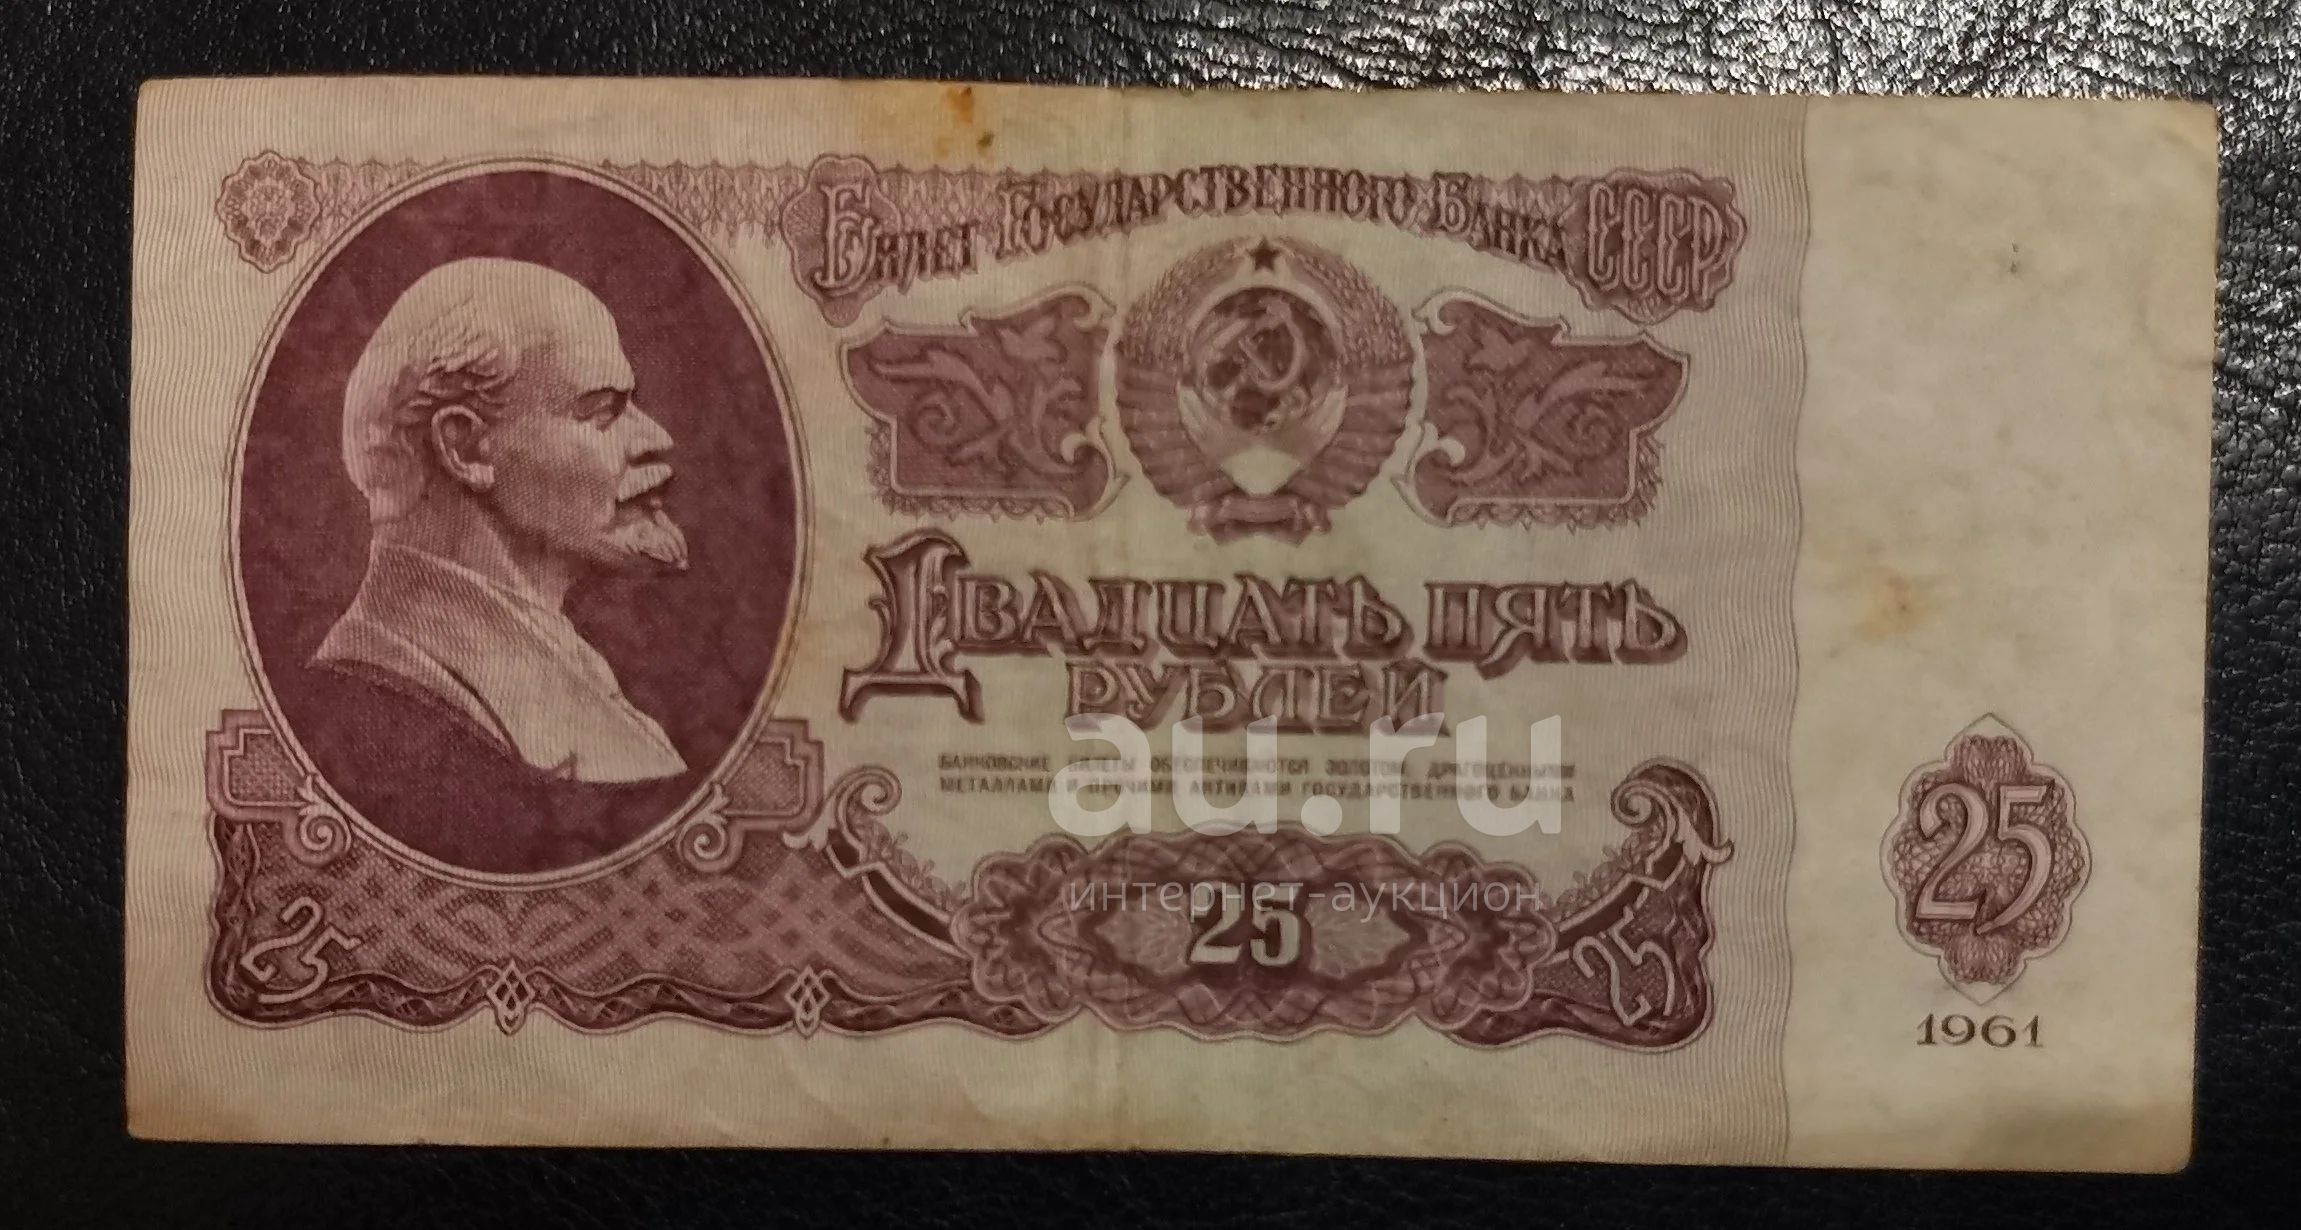 Билет Государственного Банка СССР
Двадцать пять
рублей
БАНКОВСКИЕ БИЛЕТЫ ОБЕСПЕЧИВАЮТСЯ ЗОЛОТОМ, ДРАГОЦЕННЫМИ
МЕТАЛЛАМИ И ПРОЧИМИ АКТИВАМИ ГОСУДАРСТВЕННОГО БАНКА
au.ru
интернет-аукцион
25
25
25
25
1961